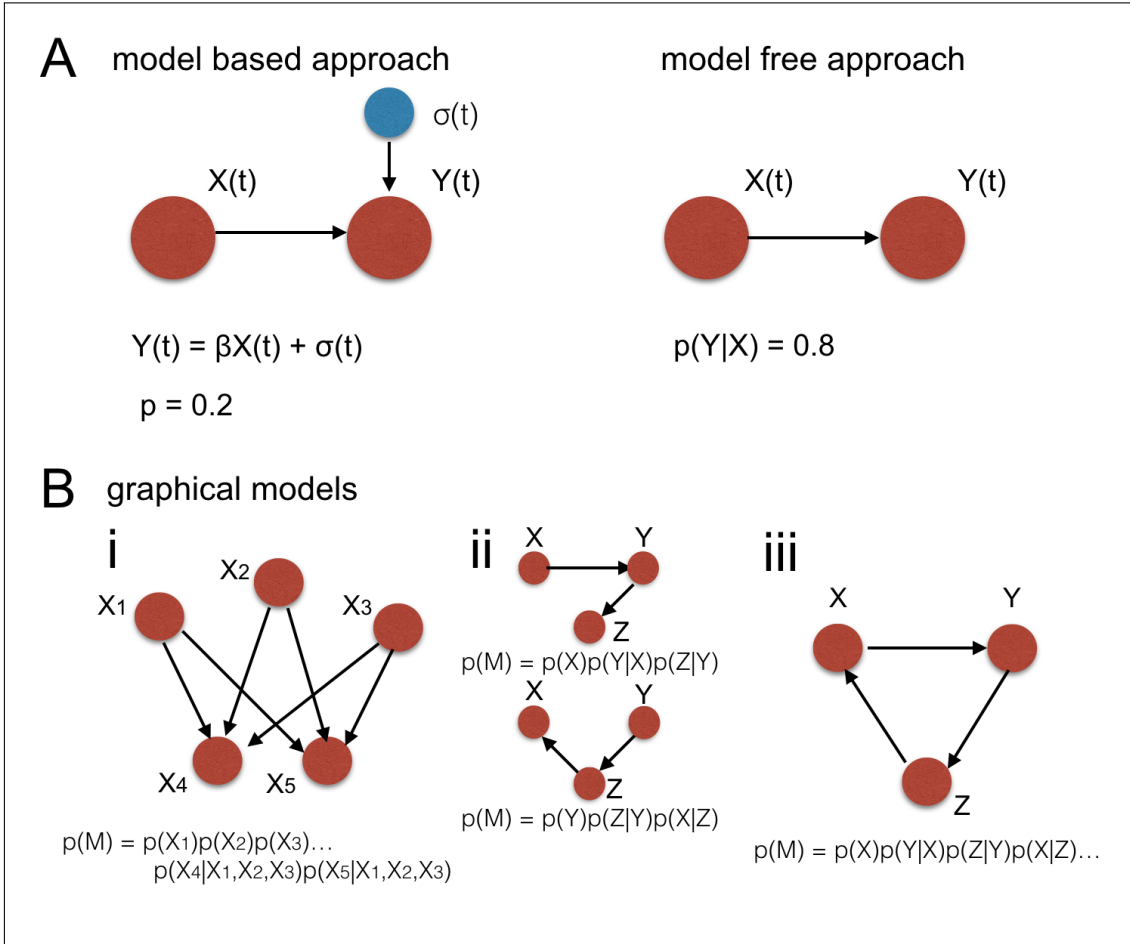 A model based approach
model free approach
σ(t)
X(t)
Y(t)
X(t)
Y(t)
Y(t) = βX(t) + σ(t)
p = 0.2
p(Y|X) = 0.8
B graphical models
i
X1
X2
X3
X4
X5
p(M) = p(X1)p(X2)p(X3)…
p(X4|X1,X2,X3)p(X5|X1,X2,X3)
ii
X
Y
Z
p(M) = p(X)p(Y|X)p(Z|Y)
X
Y
Z
p(M) = p(Y)p(Z|Y)p(X|Z)
iii
X
Y
Z
p(M) = p(X)p(Y|X)p(Z|Y)p(X|Z)…